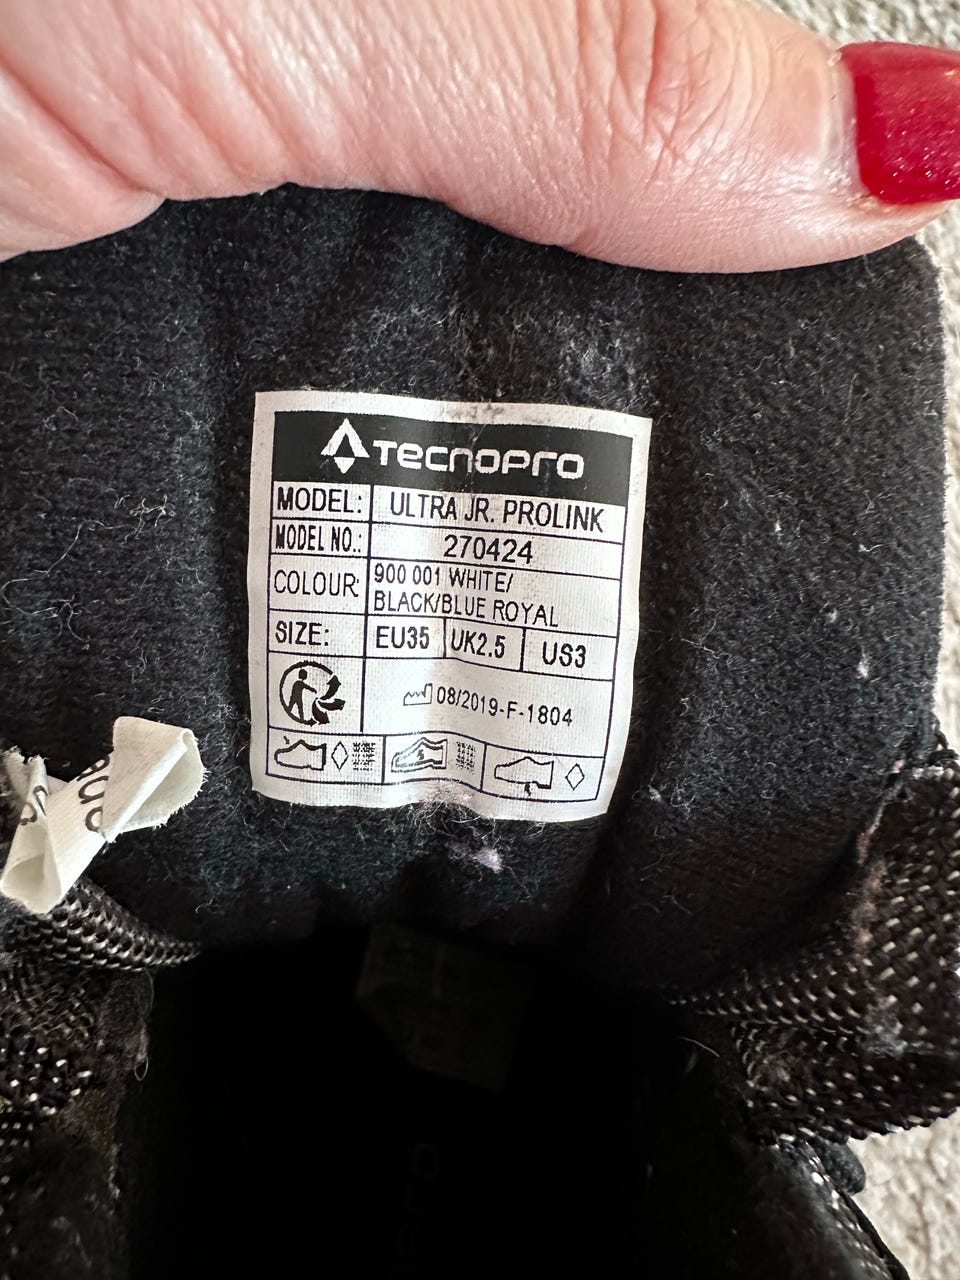 TECNOPRO
MODEL: ULTRA JR. PROLINK
MODEL NO.: 270424
COLOUR: 900 001 WHITE/
BLACK/BLUE ROYAL
SIZE: EU35 UK2.5 US3
08/2019-F-1804